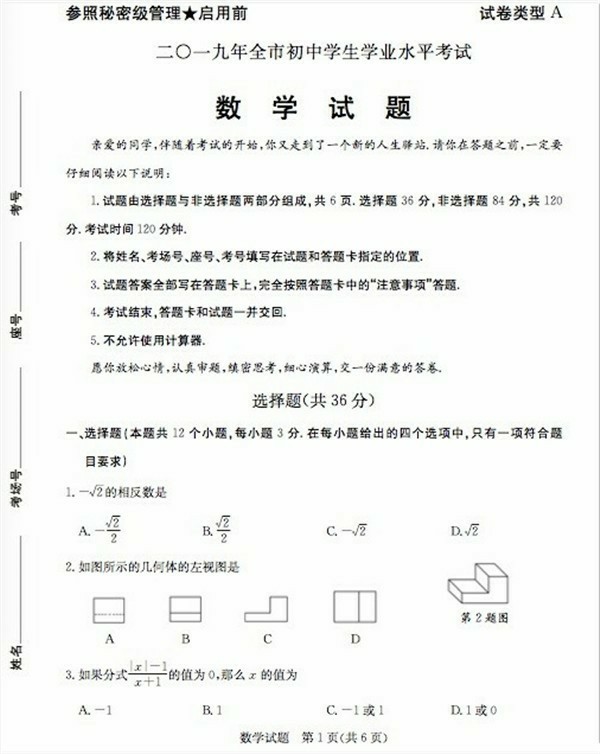 参照秘密级管理★启用前 试卷类型 A
二〇一九年全市初中学生学业水平考试
数 学 试 题
亲爱的同学,伴随着考试的开始,你又走到了一个新的人生驿站.请你在答题之前,一定要
仔细阅读以下说明:
1.试题由选择题与非选择题两部分组成,共 6 页.选择题 36 分,非选择题 84 分,共 120
分.考试时间 120 分钟.
2.将姓名、考场号、座号、考号填写在试题和答题卡指定的位置.
3.试题答案全部写在答题卡上,完全按照答题卡中的“注意事项”答题.
4.考试结束,答题卡和试题一并交回.
5.不允许使用计算器.
愿你放松心情,认真审题,缜密思考,细心演算,交一份满意的答卷.
选择题(共 36 分)
一、选择题(本题共 12 个小题,每小题 3 分.在每小题给出的四个选项中,只有一项符合题
目要求)
1.-√2的相反数是
A.-√2/2 B.√2/2 C.-√2 D.√2
2.如图所示的几何体的左视图是
第 2 题图
A B C D
3.如果分式(|x|-1)/(x+1)的值为 0,那么 x 的值为
A.-1 B.1 C.-1 或 1 D.1 或 0
数学试题 第 1 页(共 6 页)
考号
座号
考场号
姓名